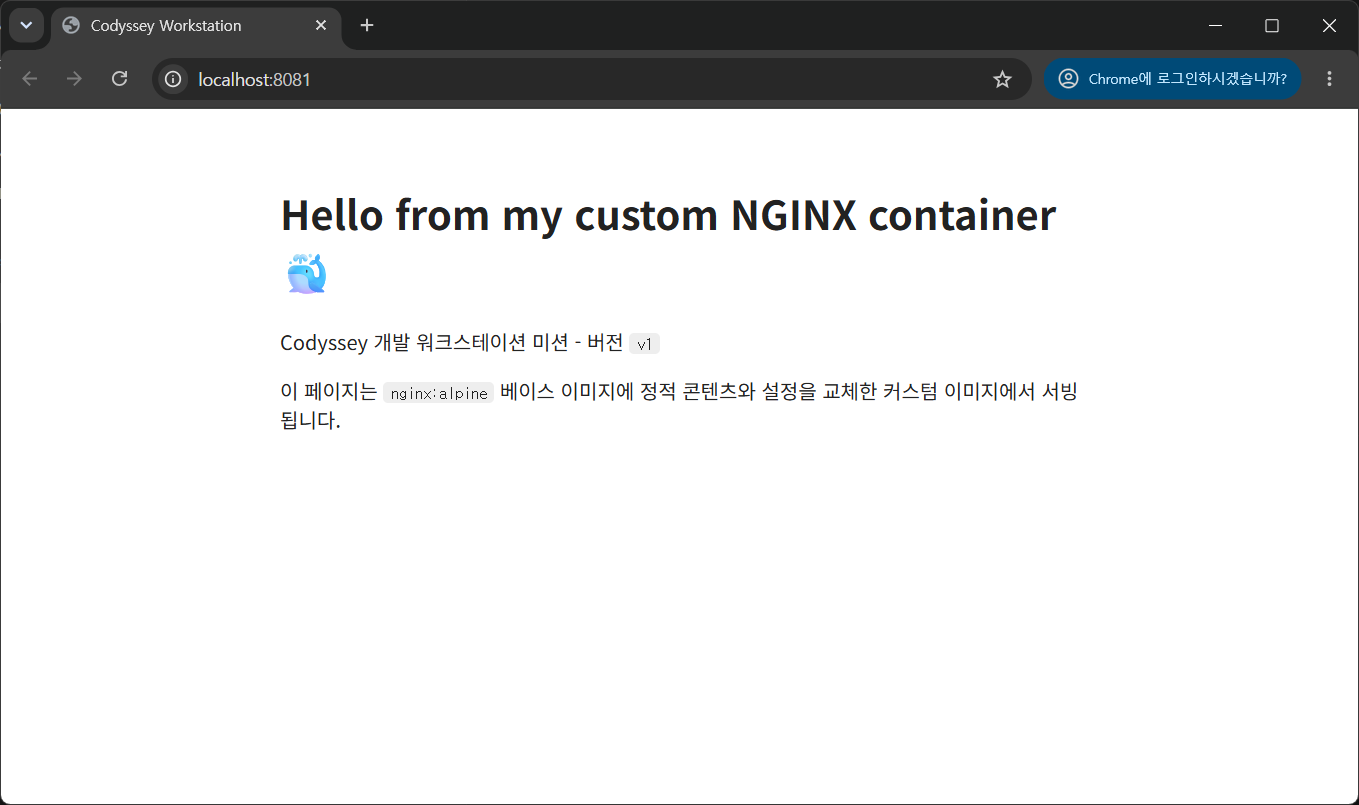 Codyssey Workstation
localhost:8081
Chrome에 로그인하시겠습니까?
Hello from my custom NGINX container
🐳
Codyssey 개발 워크스테이션 미션 - 버전 v1
이 페이지는 nginx:alpine 베이스 이미지에 정적 콘텐츠와 설정을 교체한 커스텀 이미지에서 서빙
됩니다.